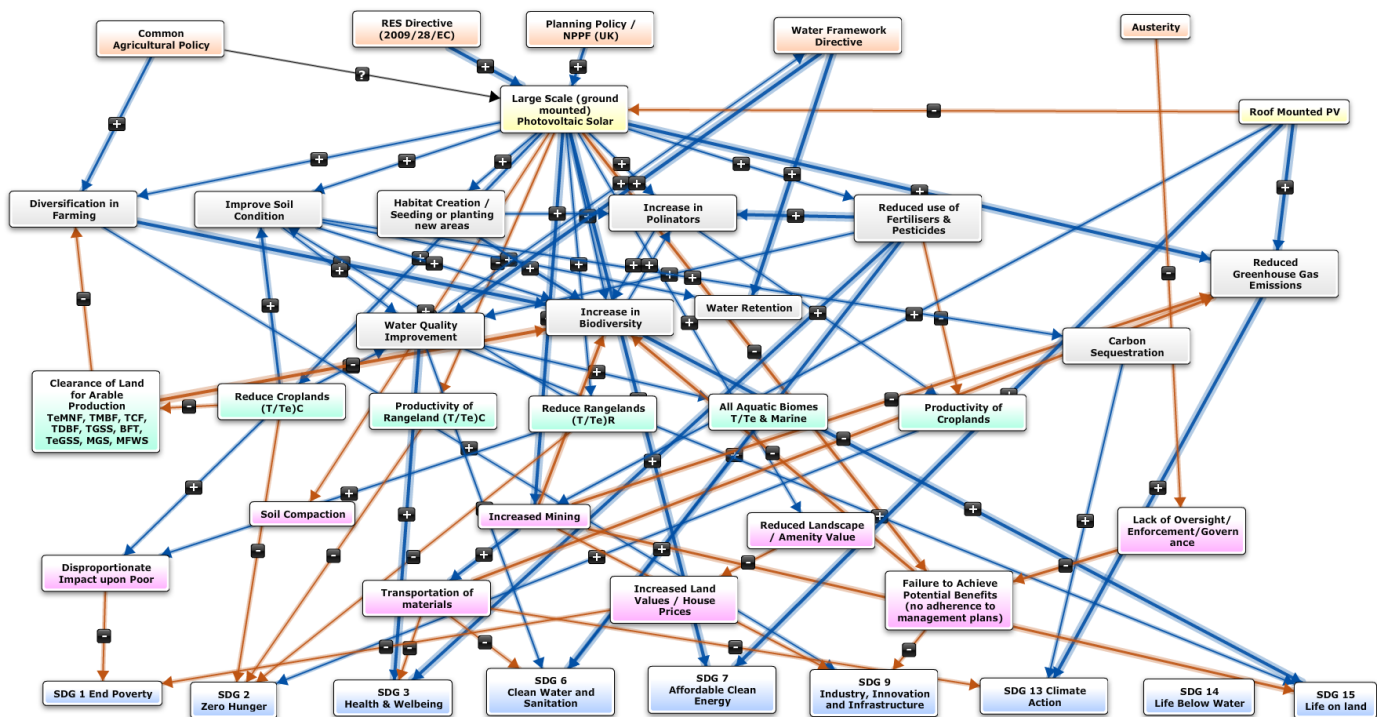 Common
Agricultural Policy
RES Directive
(2009/28/EC)
Planning Policy /
NPPF (UK)
Water Framework
Directive
Austerity
?
+
+
Large Scale (ground
mounted)
Photovoltaic Solar
-
Roof Mounted PV
+
Diversification in
Farming
Improve Soil
Condition
Habitat Creation /
Seeding or planting
new areas
Increase in
Polinators
Reduced use of
Fertilisers &
Pesticides
Reduced
Greenhouse Gas
Emissions
Water Quality
Improvement
Increase in
Biodiversity
Water Retention
Carbon
Sequestration
Clearance of Land
for Arable
Production
TeMNF, TMBF, TCF,
TDBF, TGSS, BFT,
TeGSS, MGS, MFWS
Reduce Croplands
(T/Te)C
Productivity of
Rangeland (T/Te)C
Reduce Rangelands
(T/Te)R
All Aquatic Biomes
T/Te & Marine
Productivity of
Croplands
Soil Compaction
Increased Mining
Reduced Landscape
/ Amenity Value
Lack of Oversight/
Enforcement/Govern
ance
Disproportionate
Impact upon Poor
Transportation of
materials
Increased Land
Values / House
Prices
Failure to Achieve
Potential Benefits
(no adherence to
management plans)
SDG 1 End Poverty
SDG 2
Zero Hunger
SDG 3
Health & Wellbeing
SDG 6
Clean Water and
Sanitation
SDG 7
Affordable Clean
Energy
SDG 9
Industry, Innovation
and Infrastructure
SDG 13 Climate
Action
SDG 14
Life Below Water
SDG 15
Life on land